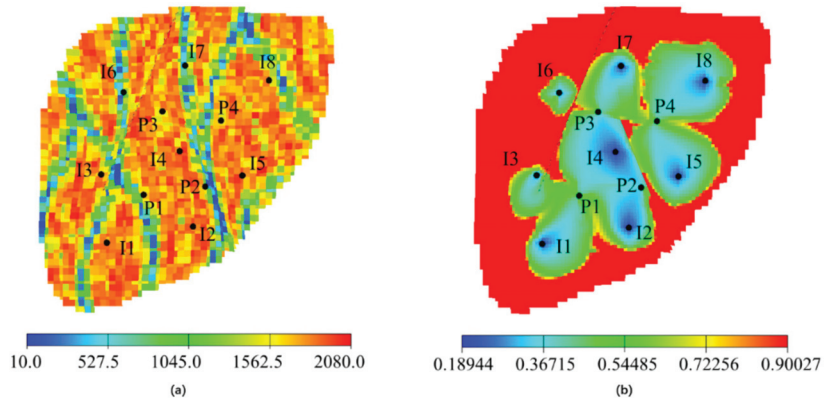 I7
I6
I8
P3
P4
I4
I3
I5
P2
P1
I2
I1
10.0 527.5 1045.0 1562.5 2080.0
(a)
I7
I8
I6
P3
P4
I4
I3
I5
P2
P1
I2
I1
0.18944 0.36715 0.54485 0.72256 0.90027
(b)